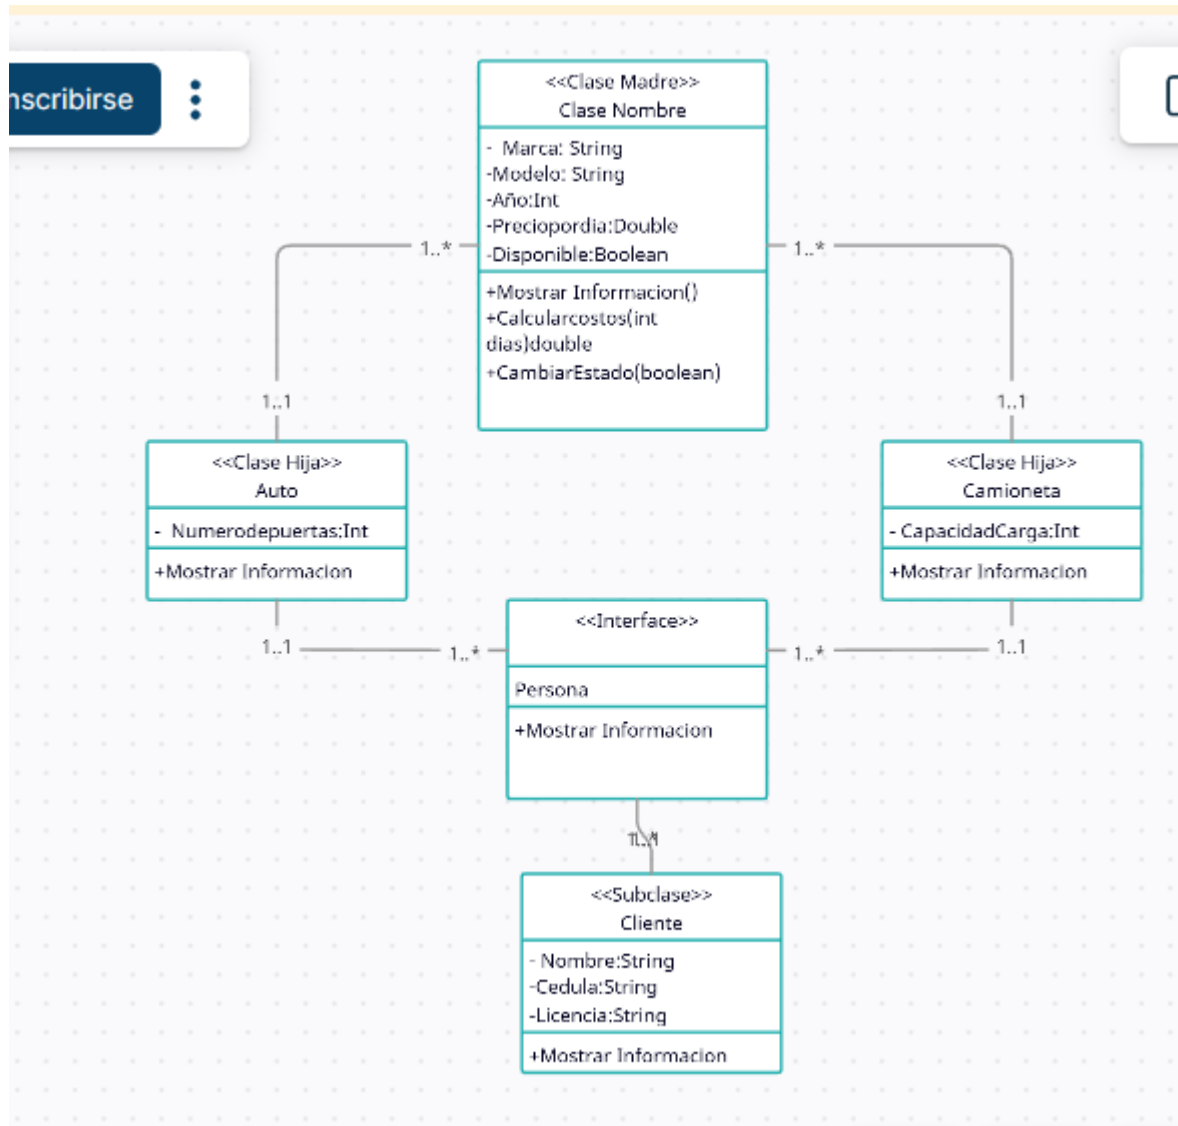 nscribirse
<<Clase Madre>>
Clase Nombre
- Marca: String
-Modelo: String
-Año:Int
-Preciopordia:Double
-Disponible:Boolean
+Mostrar Informacion()
+Calcularcostos(int
dias)double
+CambiarEstado(boolean)
1..*
1..*
1..1
1..1
<<Clase Hija>>
Auto
- Numerodepuertas:Int
+Mostrar Informacion
<<Clase Hija>>
Camioneta
- CapacidadCarga:Int
+Mostrar Informacion
1..1
1..*
1..*
1..1
<<Interface>>
Persona
+Mostrar Informacion
<<Subclase>>
Cliente
- Nombre:String
-Cedula:String
-Licencia:String
+Mostrar Informacion